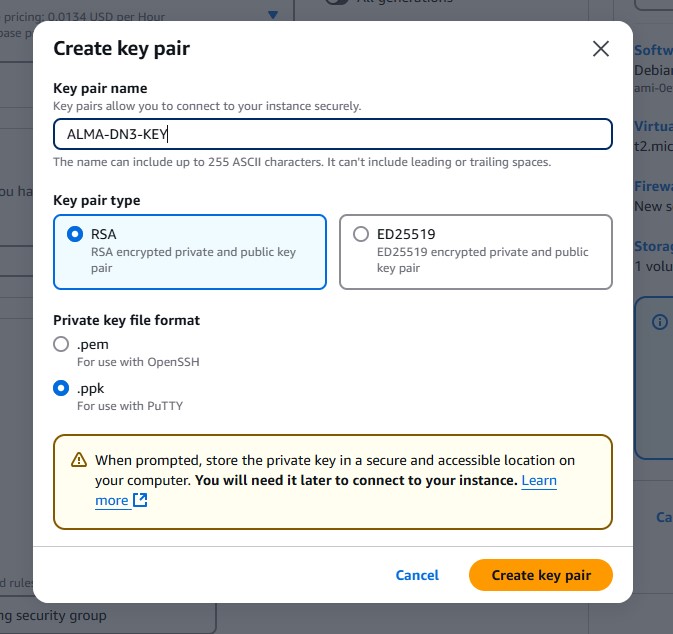 pricing: 0.0134 USD per Hour
All generations
base p
Create key pair
Softw
Debian
ami-0e
Key pair name
Key pairs allow you to connect to your instance securely.
ALMA-DN3-KEY
Virtua
t2.mic
The name can include up to 255 ASCII characters. It can't include leading or trailing spaces.
ou ha
Firewa
New s
Key pair type
RSA
RSA encrypted private and public key
pair
ED25519
ED25519 encrypted private and public
key pair
Storag
1 volu
Private key file format
.pem
For use with OpenSSH
.ppk
For use with PuTTY
When prompted, store the private key in a secure and accessible location on
your computer. You will need it later to connect to your instance. Learn
more
Ca
Cancel
Create key pair
d rules
ng security group